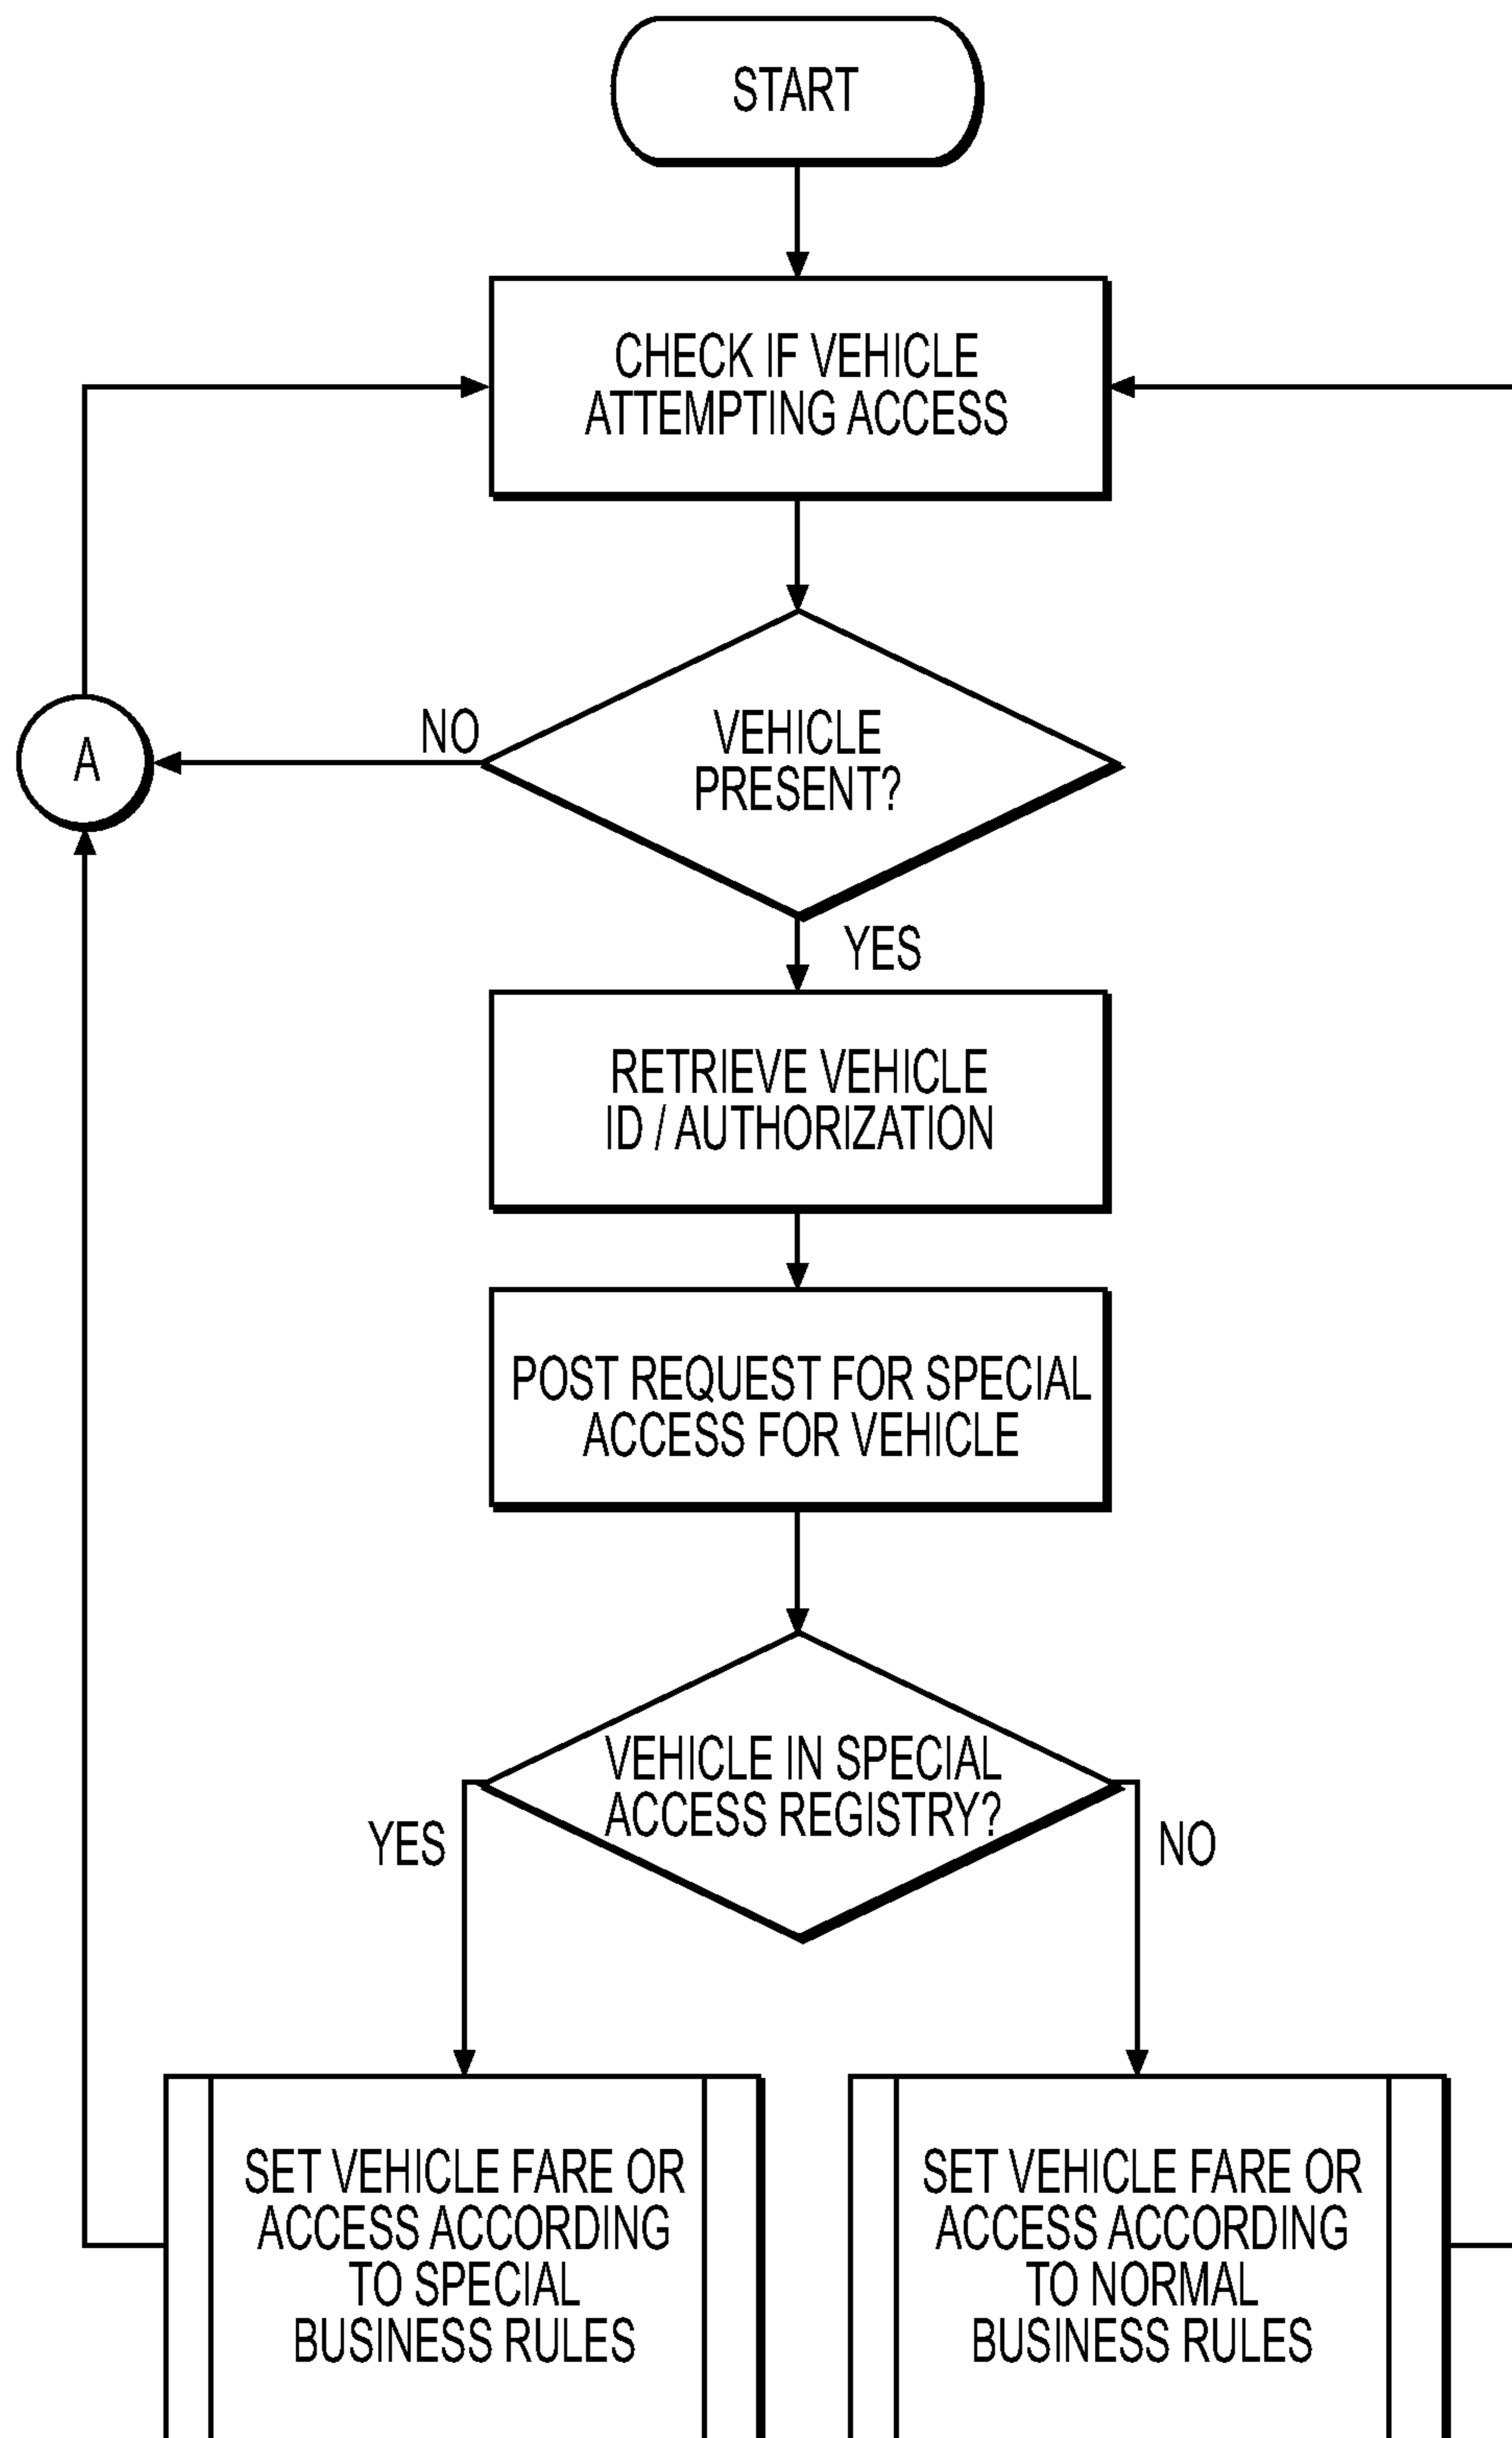 START
CHECK IF VEHICLE
ATTEMPTING ACCESS
NO
A
VEHICLE
PRESENT?
YES
RETRIEVE VEHICLE
ID / AUTHORIZATION
POST REQUEST FOR SPECIAL
ACCESS FOR VEHICLE
VEHICLE IN SPECIAL
ACCESS REGISTRY?
YES
NO
SET VEHICLE FARE OR
ACCESS ACCORDING
TO SPECIAL
BUSINESS RULES
SET VEHICLE FARE OR
ACCESS ACCORDING
TO NORMAL
BUSINESS RULES